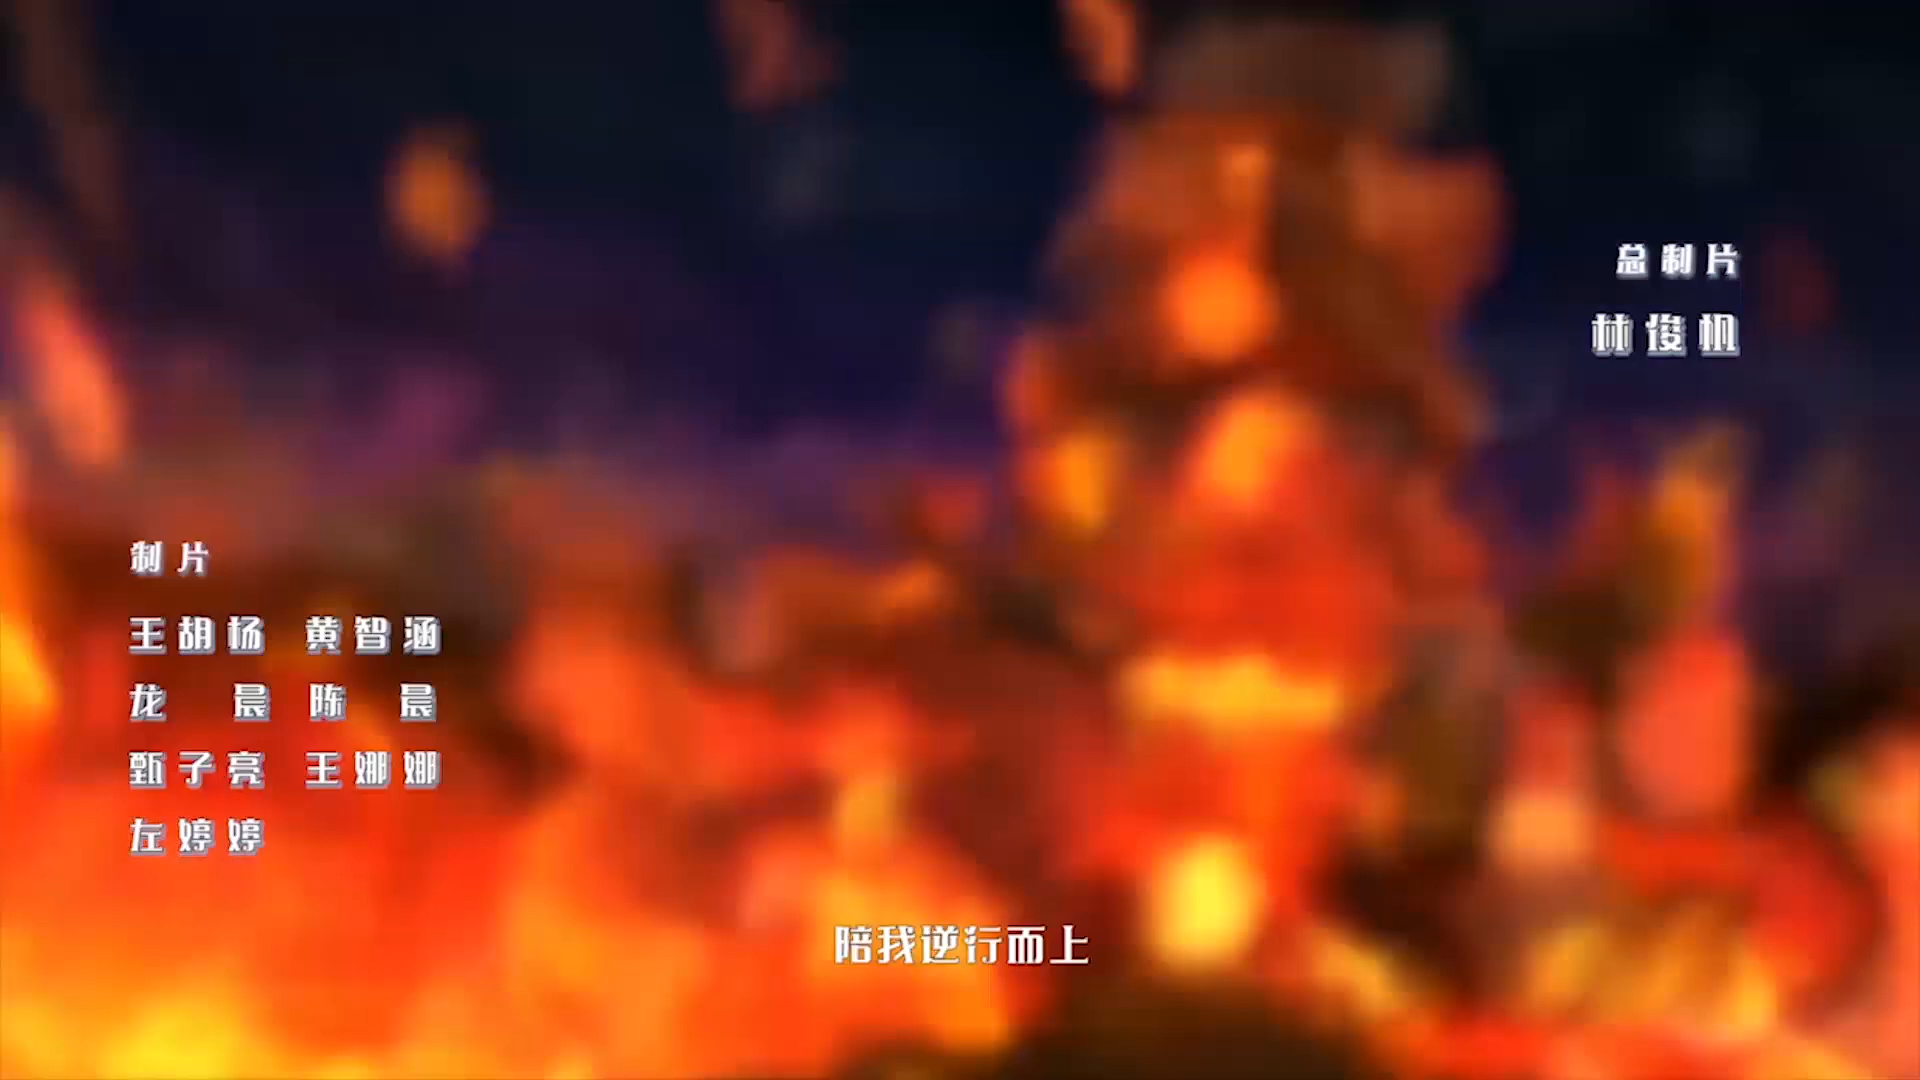 总制片
林俊帆
制片
王胡杨 黄智涵
龙晨 陈晨
甄子亮 王娜娜
左婷婷
陪我逆行而上